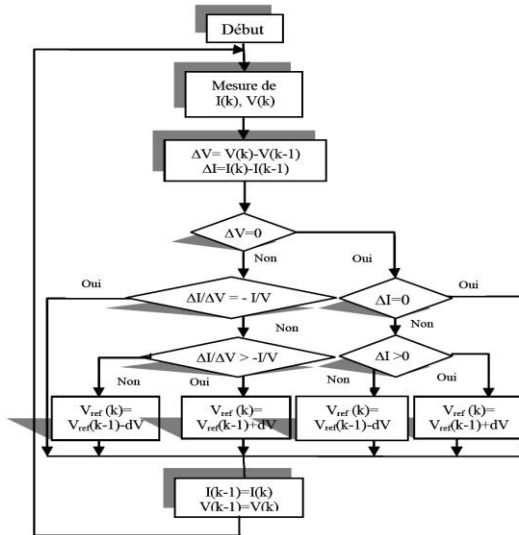 Début
Mesure de
I(k), V(k)
ΔV= V(k)-V(k-1)
ΔI=I(k)-I(k-1)
ΔV=0
Non
Oui
Oui
ΔI/ΔV = - I/V
ΔI=0
Oui
Non
Non
ΔI/ΔV > -I/V
ΔI >0
Non
Oui
Non
Oui
Vref (k)=
Vref(k-1)-dV
Vref (k)=
Vref(k-1)+dV
Vref (k)=
Vref(k-1)-dV
Vref (k)=
Vref(k-1)+dV
I(k-1)=I(k)
V(k-1)=V(k)